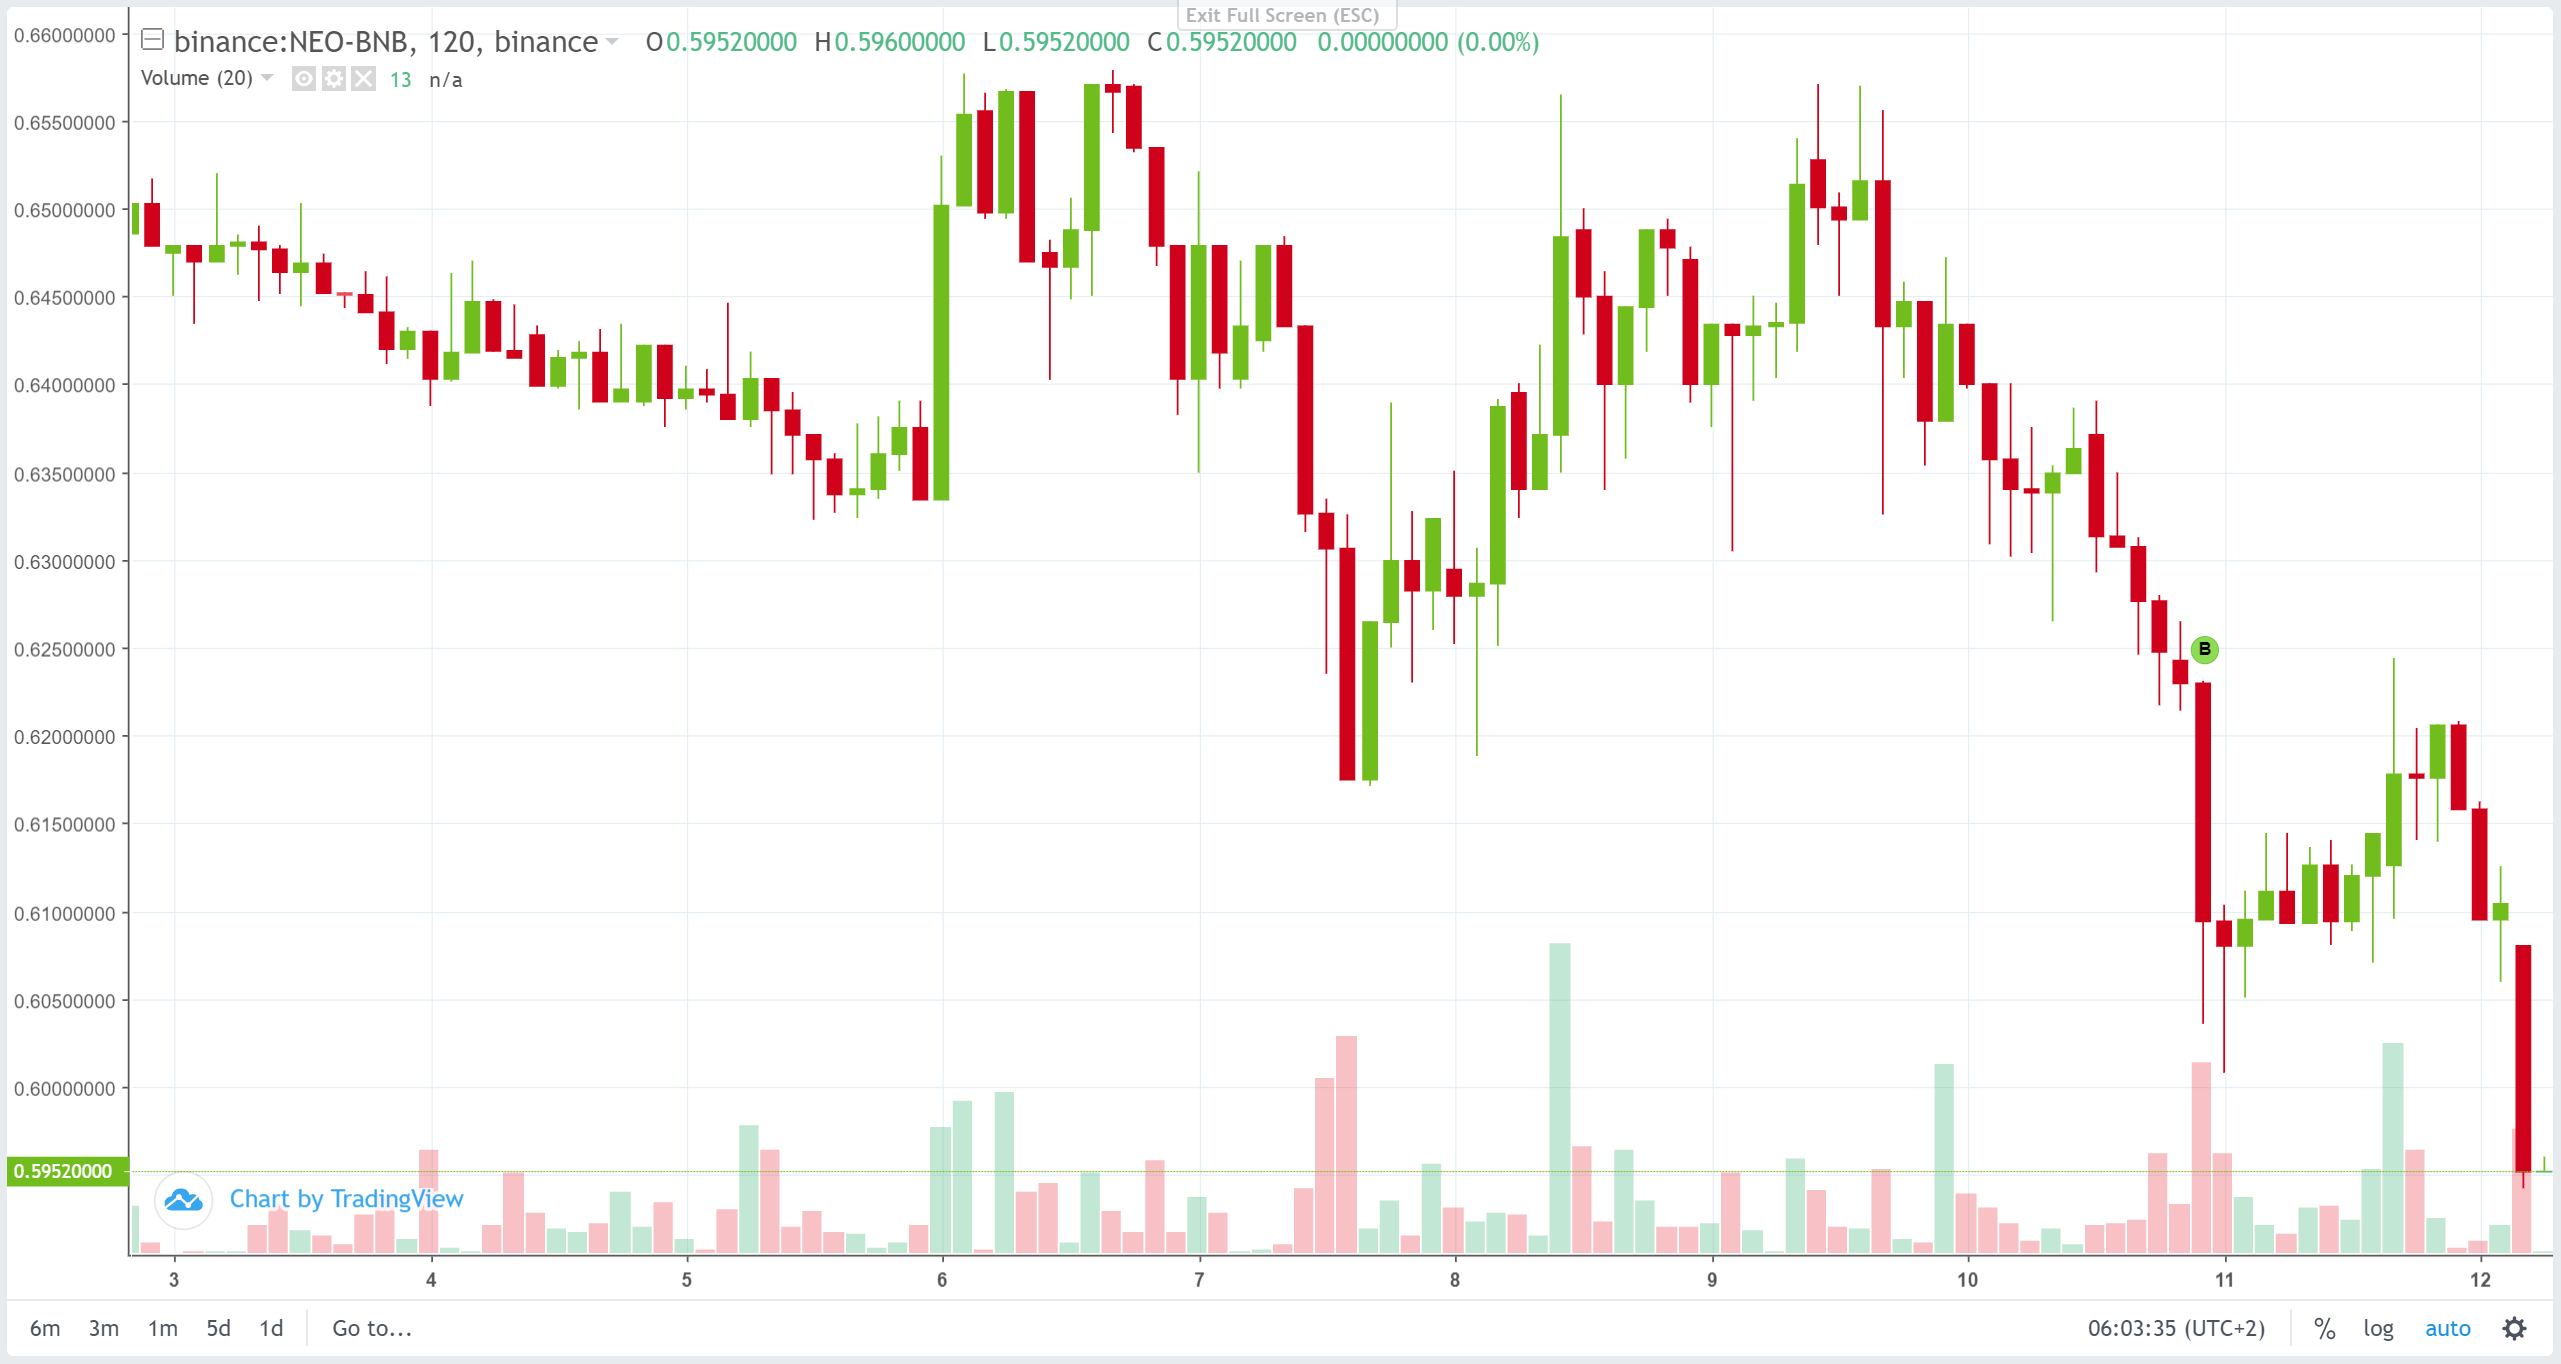 Exit Full Screen (ESC)
binance:NEO-BNB, 120, binance O0.59520000 H0.59600000 L0.59520000 C0.59520000 0.00000000 (0.00%)
Volume (20) 13 n/a
0.66000000
0.65500000
0.65000000
0.64500000
0.64000000
0.63500000
0.63000000
0.62500000
B
0.62000000
0.61500000
0.61000000
0.60500000
0.60000000
0.59520000
Chart by TradingView
3 4 5 6 7 8 9 10 11 12
6m 3m 1m 5d 1d Go to... 06:03:35 (UTC+2) % log auto